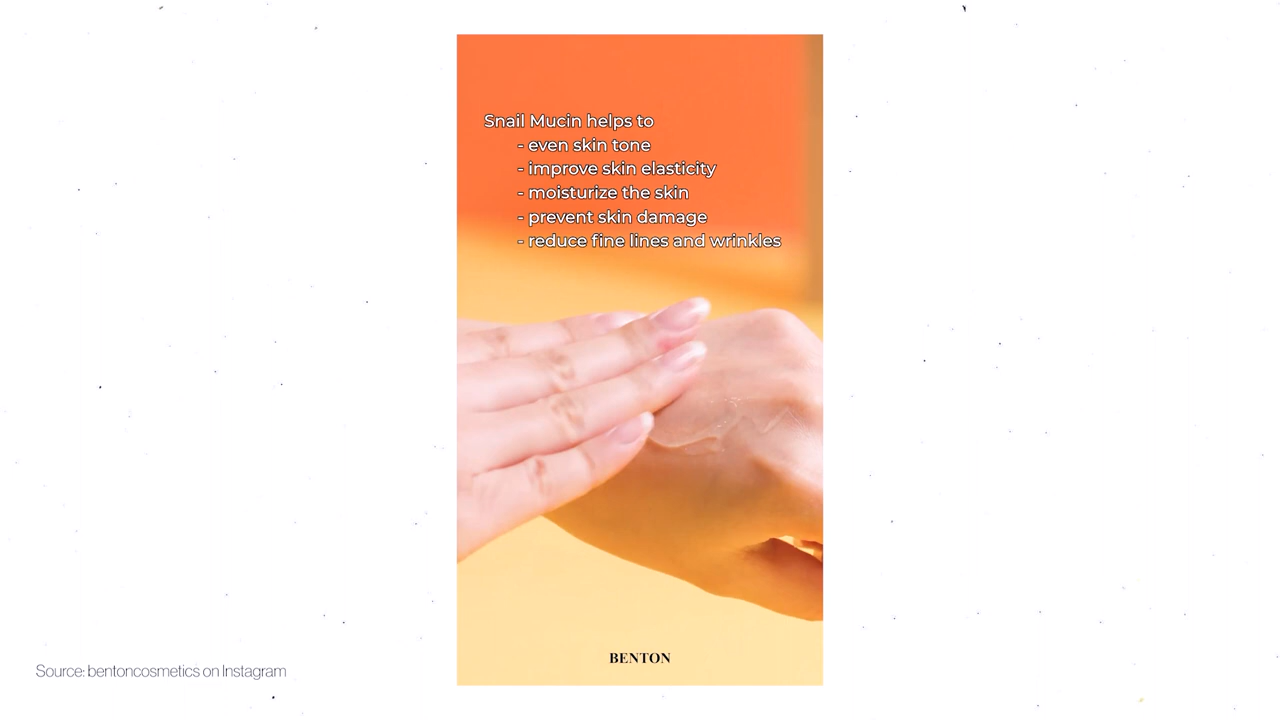 Snail Mucin helps to
- even skin tone
- improve skin elasticity
- moisturize the skin
- prevent skin damage
- reduce fine lines and wrinkles
BENTON
Source: bentoncosmetics on Instagram